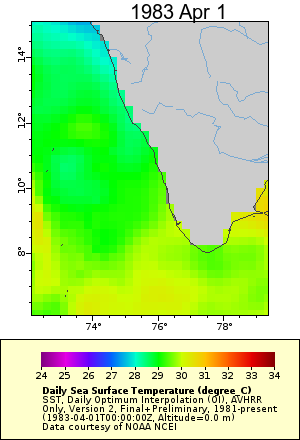 1983 Apr 1
14°
12°
10°
8°
74° 76° 78°
24 25 26 27 28 29 30 31 32 33 34
Daily Sea Surface Temperature (degree_C)
SST, Daily Optimum Interpolation (OI), AVHRR
Only, Version 2, Final+Preliminary, 1981-present
(1983-04-01T00:00:00Z, Altitude=0.0 m)
Data courtesy of NOAA NCEI